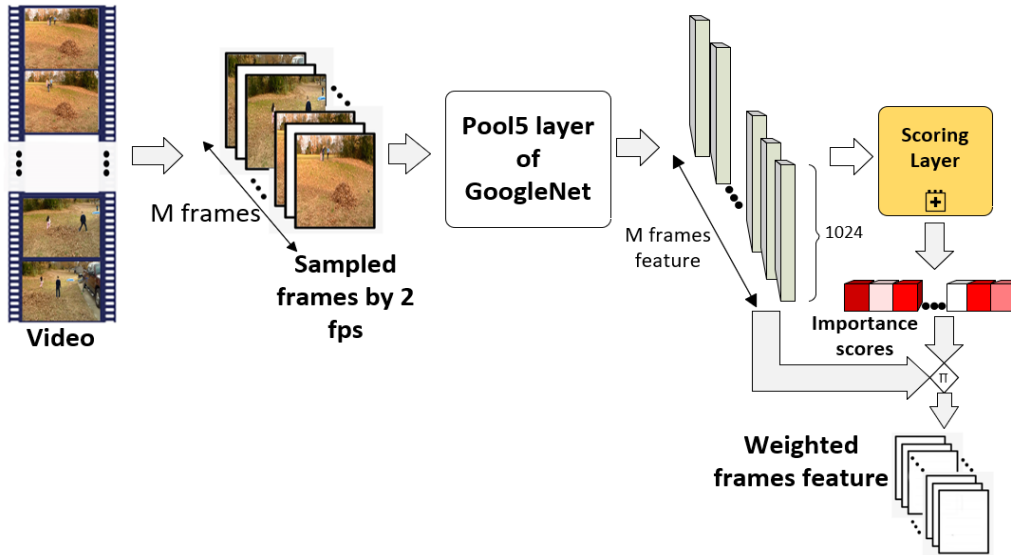 Video
M frames
Sampled
frames by 2
fps
Pool5 layer
of
GoogleNet
M frames
feature
1024
Scoring
Layer
Importance
scores
π
Weighted
frames feature